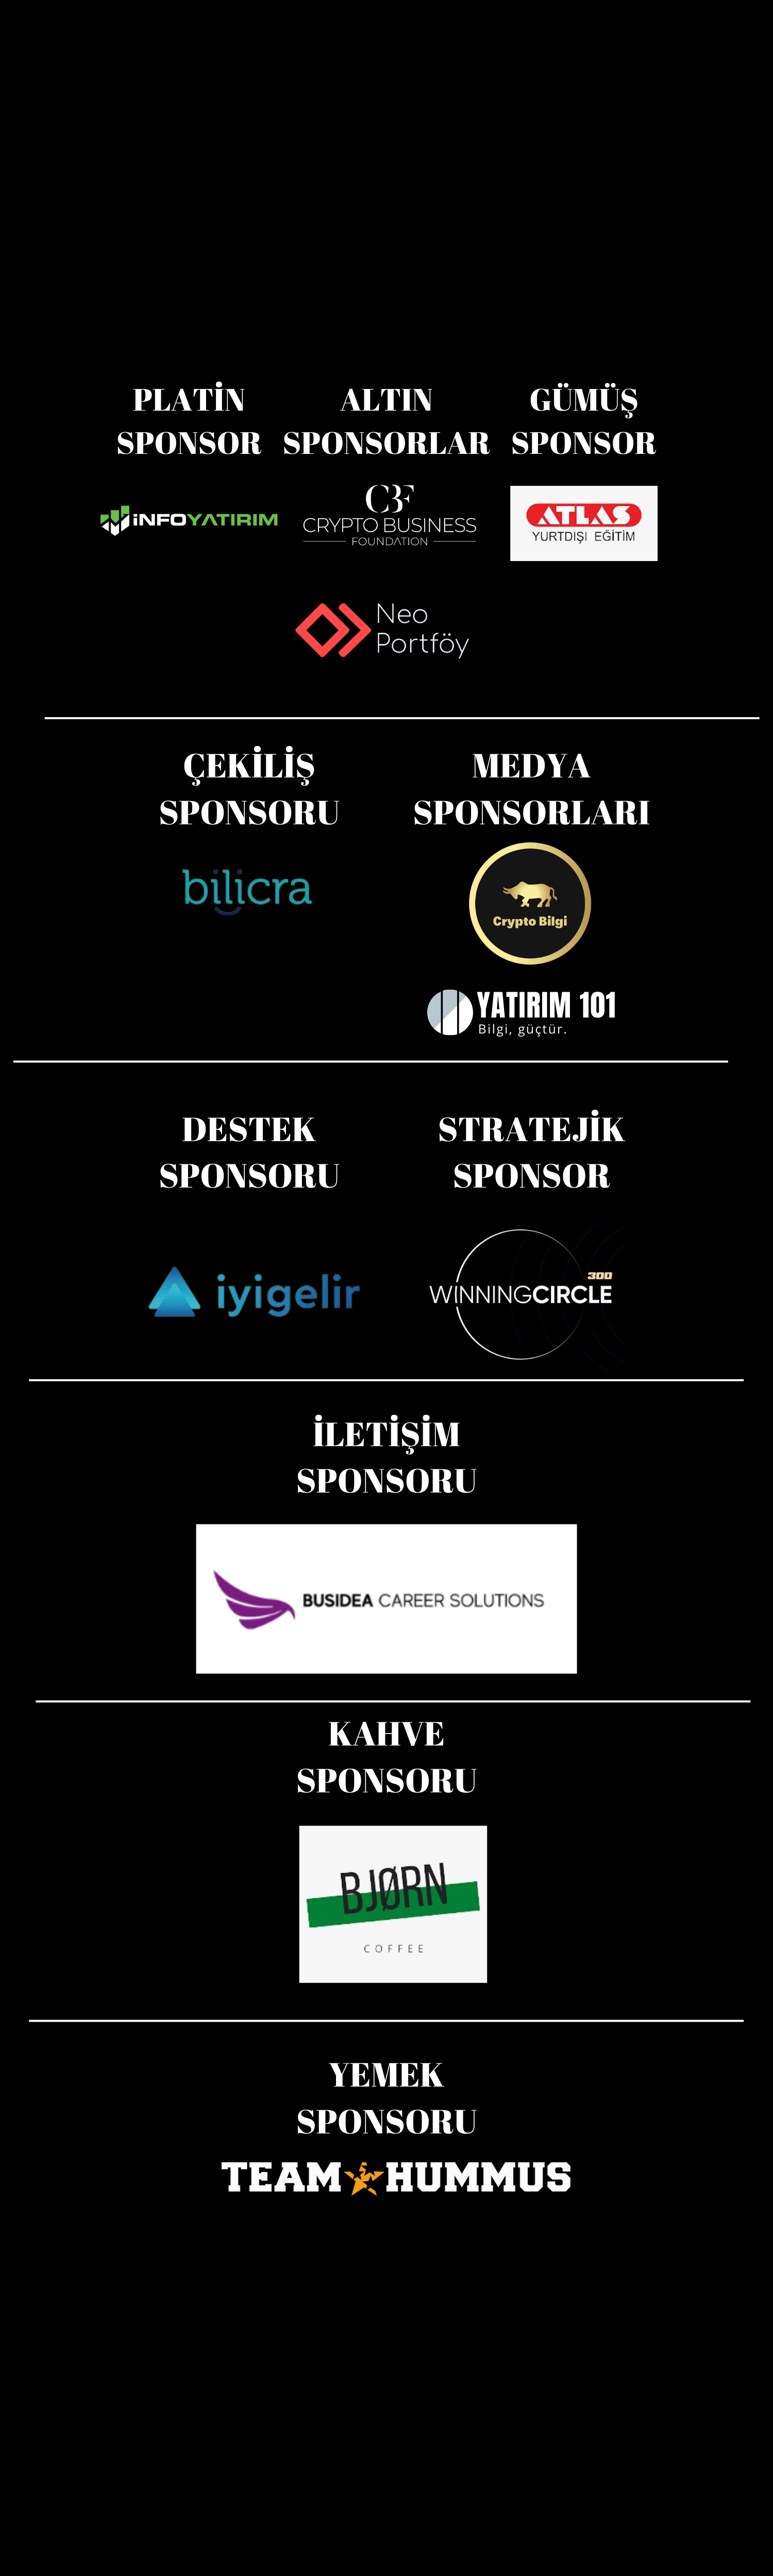 PLATİN
SPONSOR
İNFOYATIRIM
ALTIN
SPONSORLAR
CBF
CRYPTO BUSINESS
FOUNDATION
Neo
Portföy
GÜMÜŞ
SPONSOR
ATLAS
YURTDIŞI EĞİTİM
ÇEKİLİŞ
SPONSORU
bilicra
MEDYA
SPONSORLARI
Crypto Bilgi
YATIRIM 101
Bilgi, güçtür.
DESTEK
SPONSORU
iyigelir
STRATEJİK
SPONSOR
300
WINNINGCIRCLE
İLETİŞİM
SPONSORU
BUSIDEA CAREER SOLUTIONS
KAHVE
SPONSORU
BJØRN
COFFEE
YEMEK
SPONSORU
TEAM HUMMUS